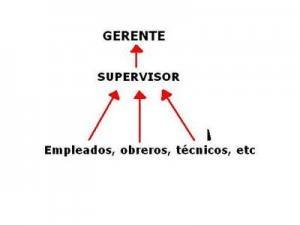 GERENTE
SUPERVISOR
Empleados, obreros, técnicos, etc